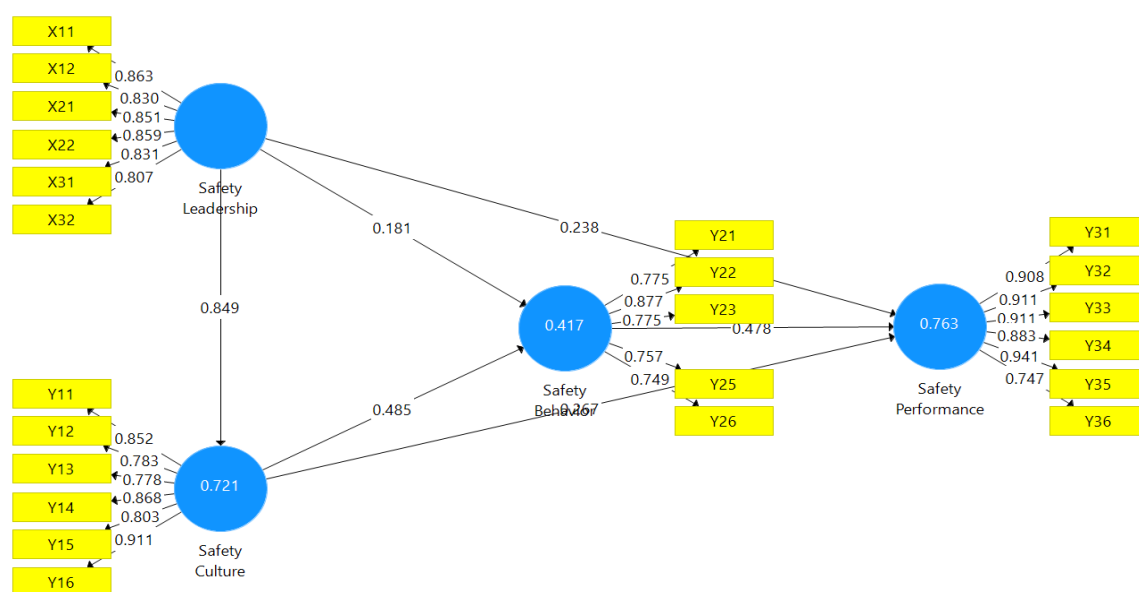 X11
X12
X21
X22
X31
X32
0.863
0.830
0.851
0.859
0.831
0.807
Safety
Leadership
0.181
0.238
0.849
Y21
Y22
Y23
Y25
Y26
0.775
0.877
0.775
0.757
0.749
0.417
Safety
Behavior
0.478
0.485
0.267
Y31
Y32
Y33
Y34
Y35
Y36
0.908
0.911
0.911
0.883
0.941
0.747
0.763
Safety
Performance
Y11
Y12
Y13
Y14
Y15
Y16
0.852
0.783
0.778
0.868
0.803
0.911
0.721
Safety
Culture